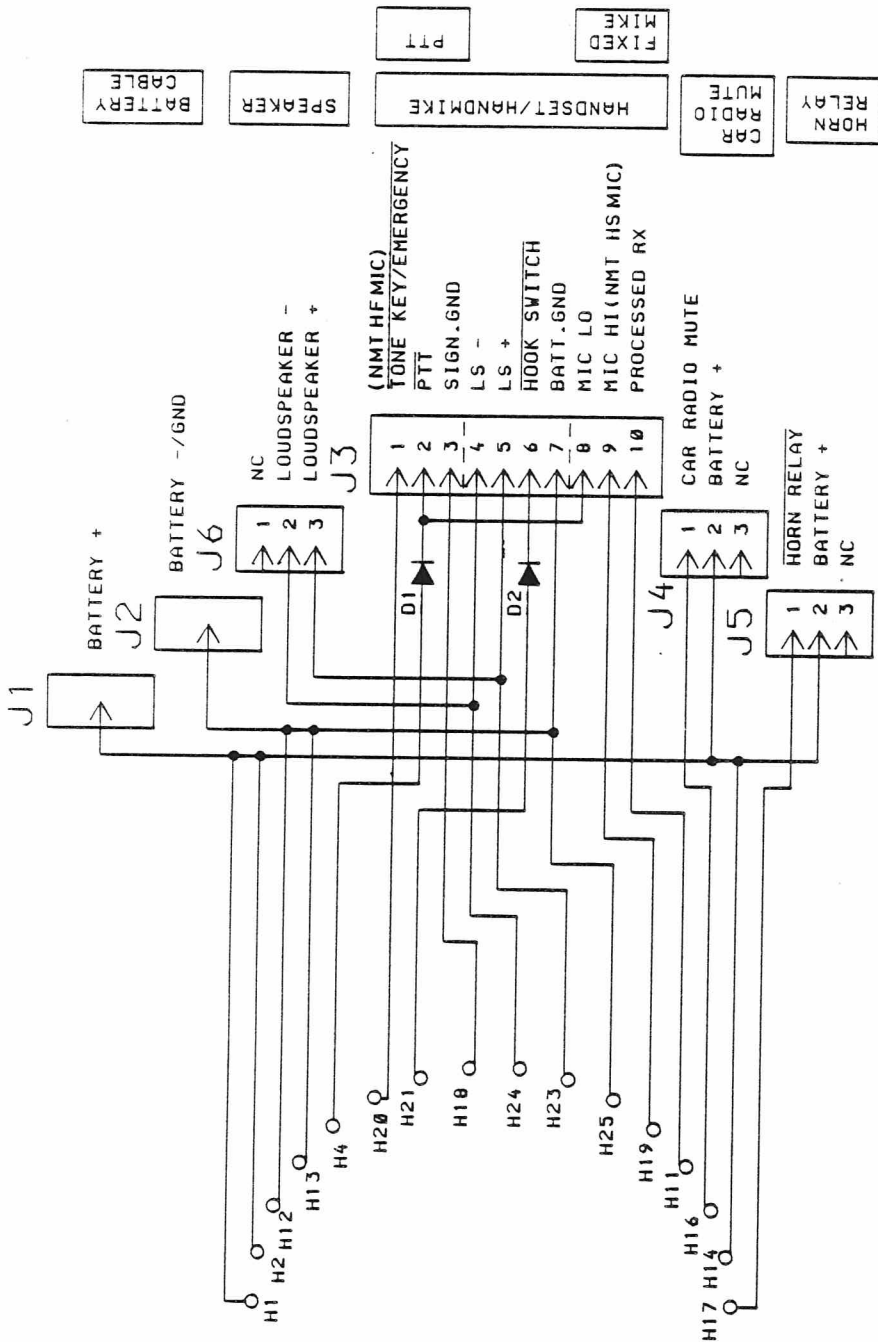 J1
BATTERY +
J2
BATTERY -/GND
J6
1 NC
2 LOUDSPEAKER -
3 LOUDSPEAKER +
J3
(NMT HF MIC)
1 TONE KEY/EMERGENCY
2 PTT
3 SIGN.GND
4 LS -
5 LS +
6 HOOK SWITCH
7 BATT.GND
8 MIC LO
9 MIC HI(NMT HS MIC)
10 PROCESSED RX
D1
D2
J4
1 CAR RADIO MUTE
2 BATTERY +
3 NC
J5
1 HORN RELAY
2 BATTERY +
3 NC
H1
H2
H12
H13
H4
H20
H21
H18
H24
H23
H25
H19
H11
H16
H14
H17
BATTERY
CABLE
SPEAKER
HANDSET/HANDMIKE
PTT
FIXED
MIKE
CAR
RADIO
MUTE
HORN
RELAY